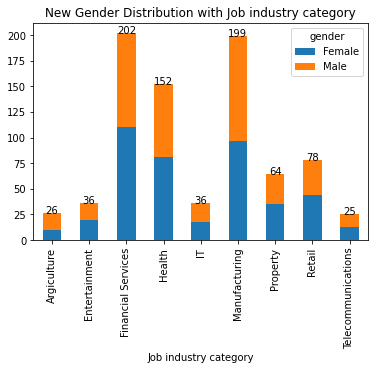 New Gender Distribution with Job industry category
gender
Female
Male
200
175
150
125
100
75
50
25
0
26
36
202
152
36
199
64
78
25
Argiculture
Entertainment
Financial Services
Health
IT
Manufacturing
Property
Retail
Telecommunications
Job industry category